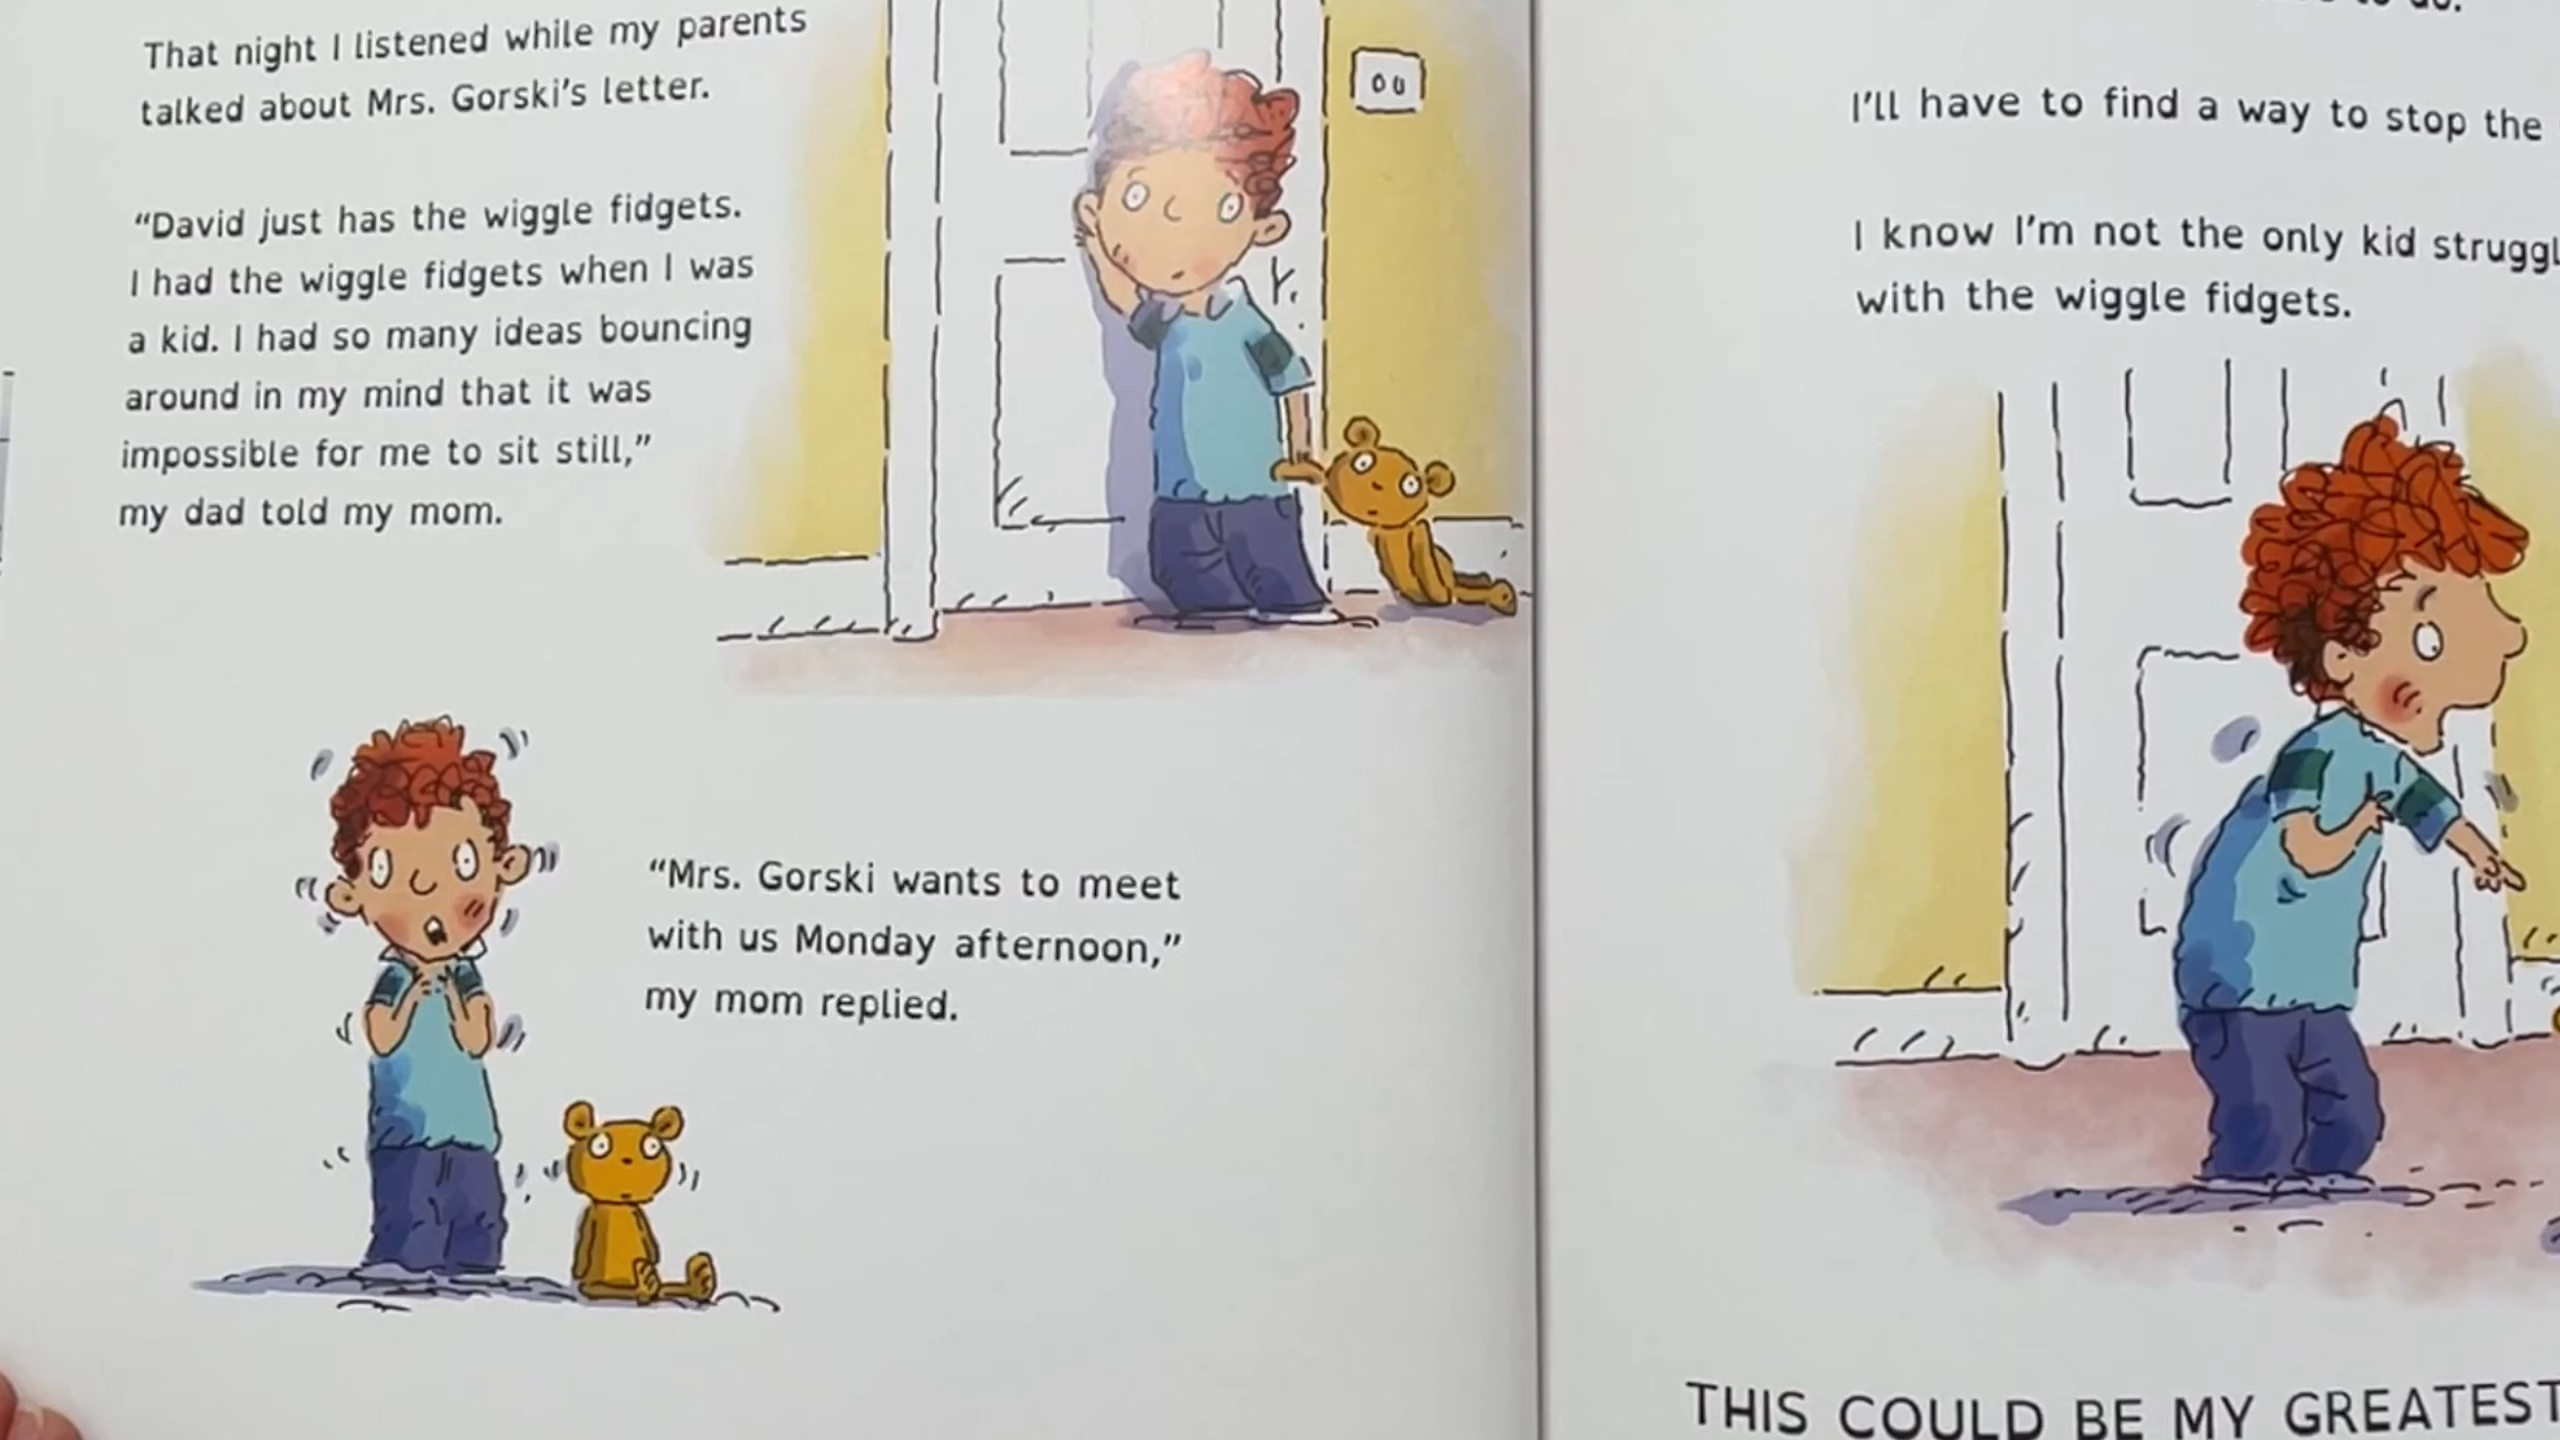 That night I listened while my parents
talked about Mrs. Gorski's letter.
“David just has the wiggle fidgets.
I had the wiggle fidgets when I was
a kid. I had so many ideas bouncing
around in my mind that it was
impossible for me to sit still,”
my dad told my mom.
“Mrs. Gorski wants to meet
with us Monday afternoon,”
my mom replied.
to do.
I'll have to find a way to stop the
I know I'm not the only kid
with the wiggle fidgets.
THIS COULD BE MY GREATEST